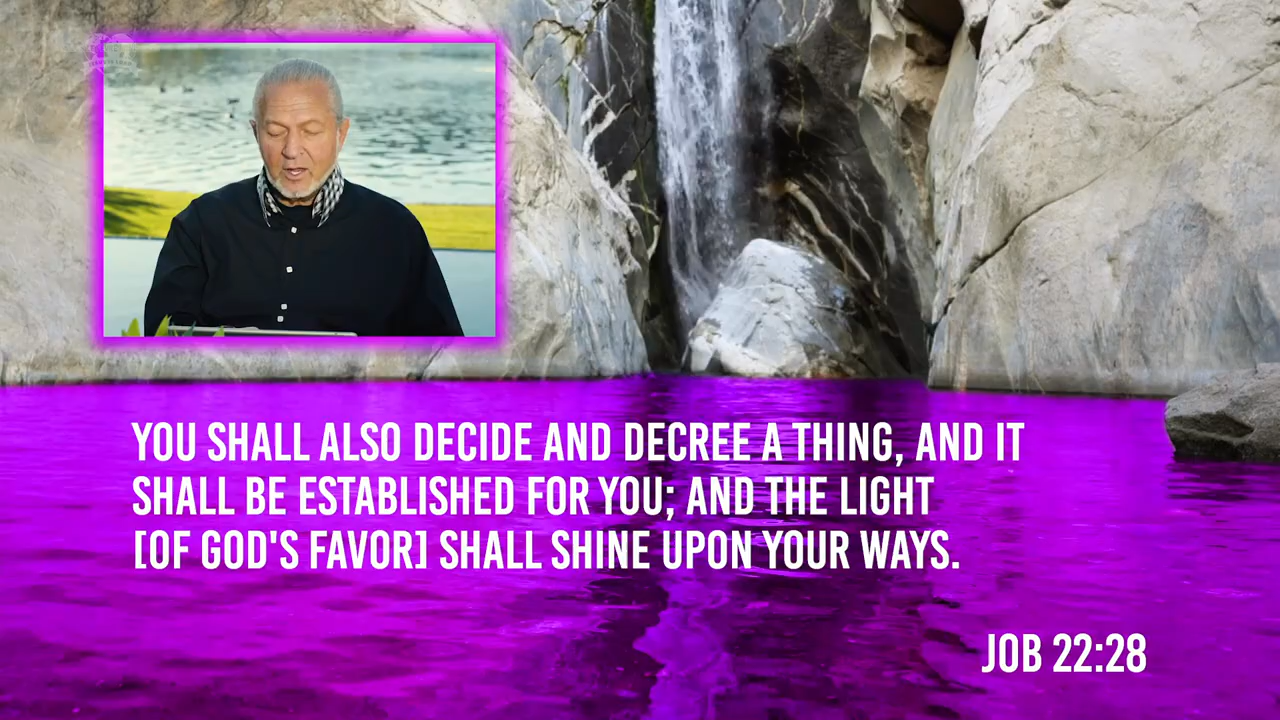 YOU SHALL ALSO DECIDE AND DECREE A THING, AND IT
SHALL BE ESTABLISHED FOR YOU; AND THE LIGHT
[OF GOD'S FAVOR] SHALL SHINE UPON YOUR WAYS.
JOB 22:28